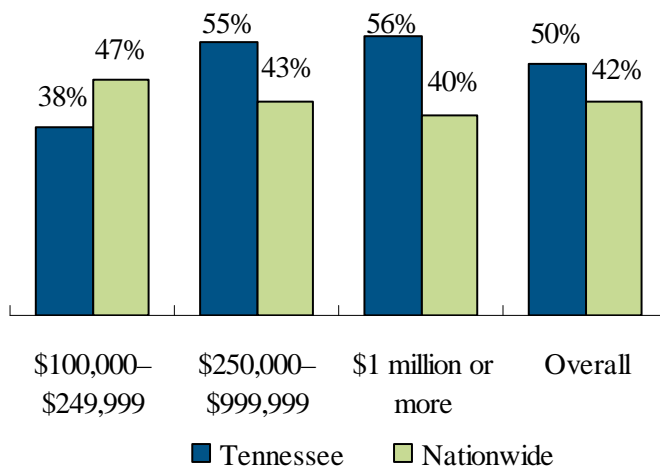 38%
47%
55%
43%
56%
40%
50%
42%
$100,000–
$249,999
$250,000–
$999,999
$1 million or
more
Overall
Tennessee
Nationwide